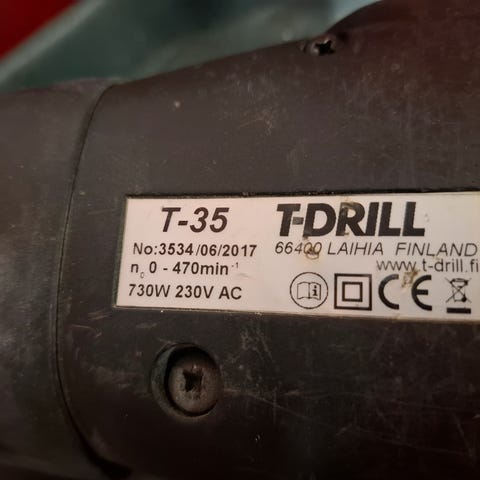 T-35 T-DRILL
No:3534/06/2017 66400 LAIHIA FINLAND
n₀ 0 - 470min⁻¹ www.t-drill.fi
730W 230V AC CE